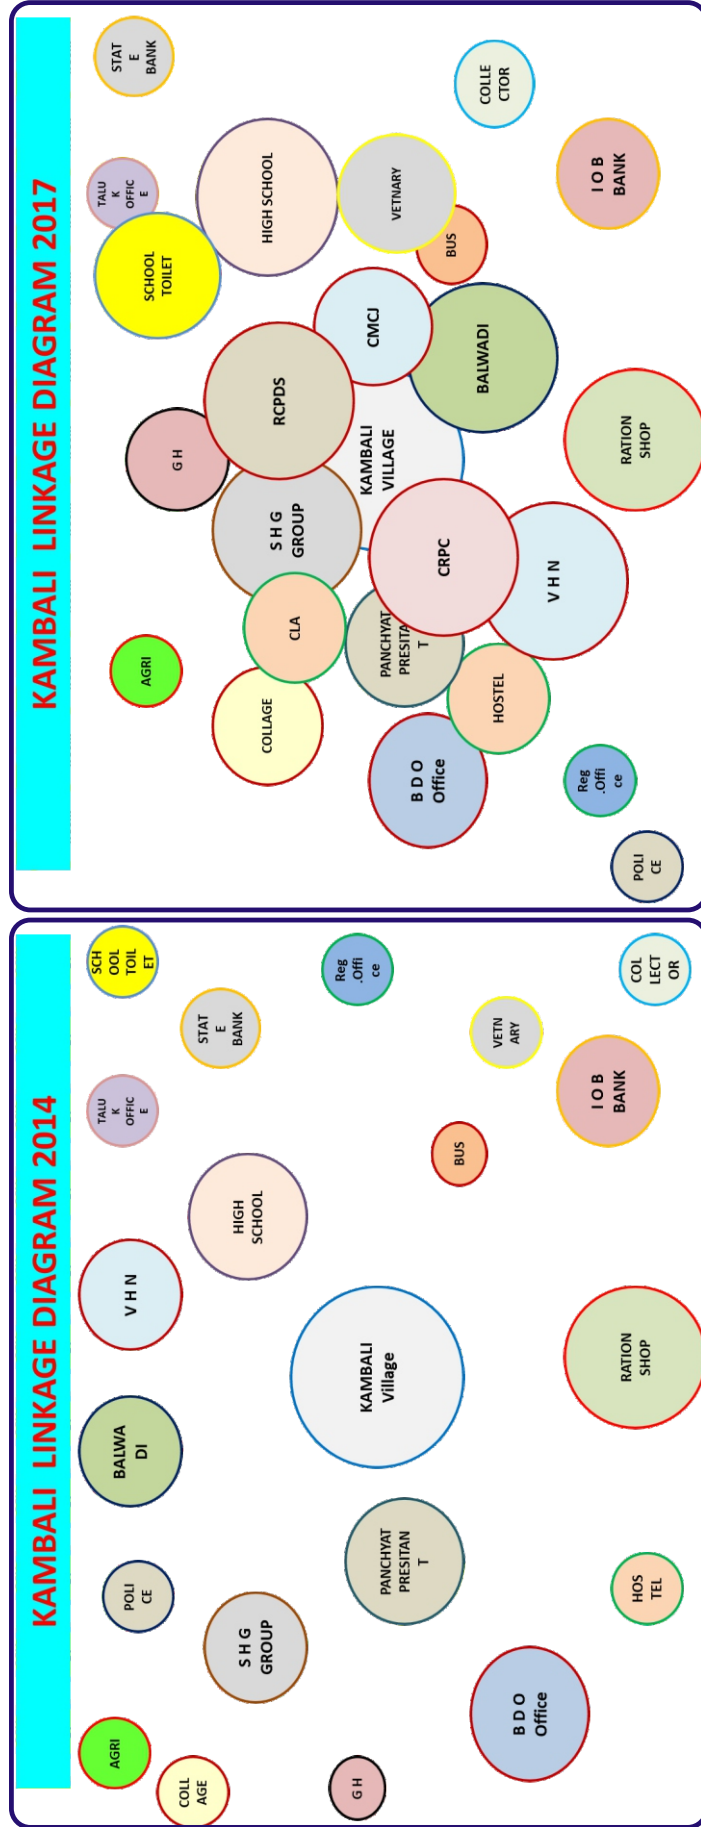 KAMBALI LINKAGE DIAGRAM 2014
AGRI
POLI
CE
BALWA
DI
V H N
TALU
K
OFFIC
E
SCH
OOL
TOIL
ET
COLL
AGE
S H G
GROUP
HIGH
SCHOOL
STAT
E
BANK
G H
PANCHYAT
PRESITAN
T
KAMBALI
Village
Reg
.Offi
ce
BUS
VETN
ARY
B D O
Office
HOS
TEL
RATION
SHOP
I O B
BANK
COL
LECT
OR
KAMBALI LINKAGE DIAGRAM 2017
AGRI
G H
SCHOOL
TOILET
TALU
K
OFFIC
E
STAT
E
BANK
COLLAGE
CLA
S H G
GROUP
RCPDS
HIGH SCHOOL
B D O
Office
PANCHYAT
PRESITA
T
KAMBALI
VILLAGE
CMCJ
VETNARY
HOSTEL
CRPC
BALWADI
BUS
COLLE
CTOR
POLI
CE
Reg
.Offi
ce
V H N
RATION
SHOP
I O B
BANK